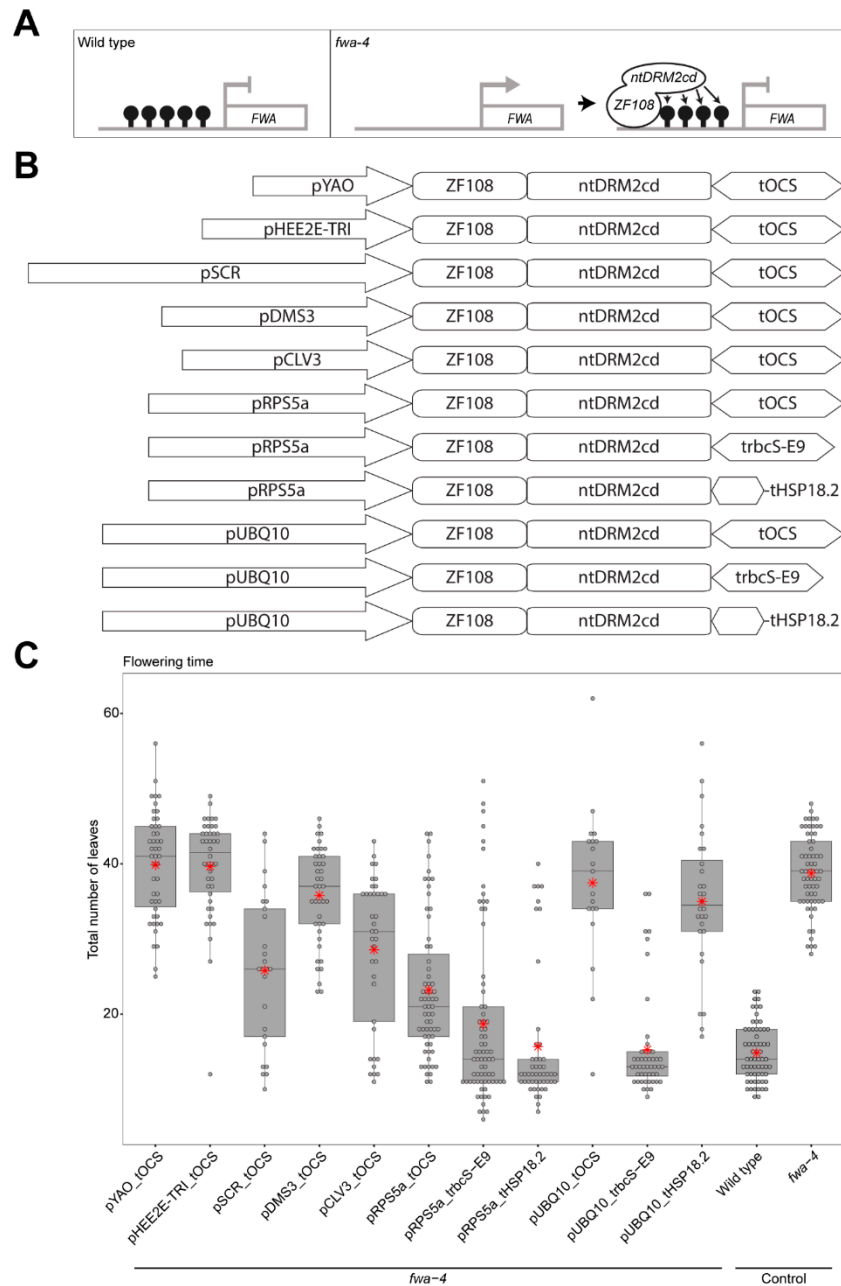 A
Wild type
fwa-4
FWA
FWA
ntDRM2cd
ZF108
FWA
B
pYAO ZF108 ntDRM2cd tOCS
pHEE2E-TRI ZF108 ntDRM2cd tOCS
pSCR ZF108 ntDRM2cd tOCS
pDMS3 ZF108 ntDRM2cd tOCS
pCLV3 ZF108 ntDRM2cd tOCS
pRPS5a ZF108 ntDRM2cd tOCS
pRPS5a ZF108 ntDRM2cd trbcS-E9
pRPS5a ZF108 ntDRM2cd -tHSP18.2
pUBQ10 ZF108 ntDRM2cd tOCS
pUBQ10 ZF108 ntDRM2cd trbcS-E9
pUBQ10 ZF108 ntDRM2cd -tHSP18.2
C
Flowering time
Total number of leaves
60
40
20
pYAO_tOCS
pHEE2E-TRI_tOCS
pSCR_tOCS
pDMS3_tOCS
pCLV3_tOCS
pRPS5a_tOCS
pRPS5a_trbcS-E9
pRPS5a_tHSP18.2
pUBQ10_tOCS
pUBQ10_trbcS-E9
pUBQ10_tHSP18.2
Wild type
fwa-4
fwa-4
Control